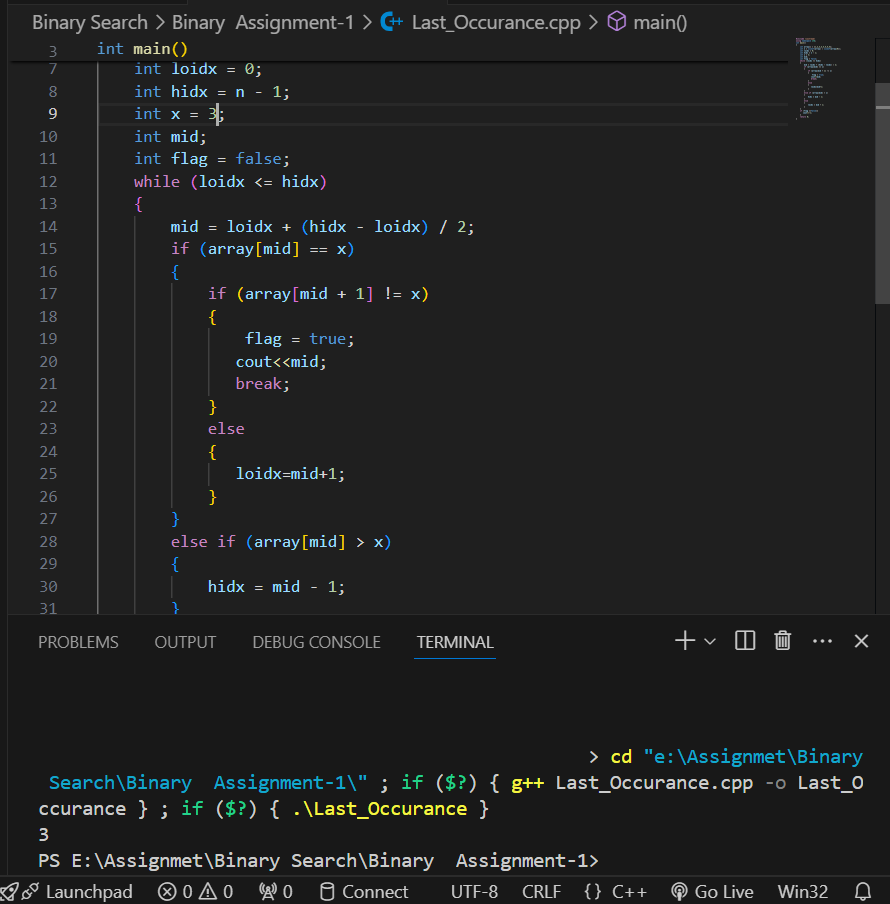 Binary Search > Binary  Assignment-1 > C++ Last_Occurance.cpp > main()
3 int main()
7 int loidx = 0;
8 int hidx = n - 1;
9 int x = 3;
10 int mid;
11 int flag = false;
12 while (loidx <= hidx)
13 {
14 mid = loidx + (hidx - loidx) / 2;
15 if (array[mid] == x)
16 {
17 if (array[mid + 1] != x)
18 {
19 flag = true;
20 cout<<mid;
21 break;
22 }
23 else
24 {
25 loidx=mid+1;
26 }
27 }
28 else if (array[mid] > x)
29 {
30 hidx = mid - 1;
31 }
PROBLEMS OUTPUT DEBUG CONSOLE TERMINAL
> cd "e:\Assignmet\Binary
Search\Binary  Assignment-1\" ; if ($?) { g++ Last_Occurance.cpp -o Last_O
ccurance } ; if ($?) { .\Last_Occurance }
3
PS E:\Assignmet\Binary Search\Binary  Assignment-1>
Launchpad 0 0 0 Connect UTF-8 CRLF {} C++ Go Live Win32